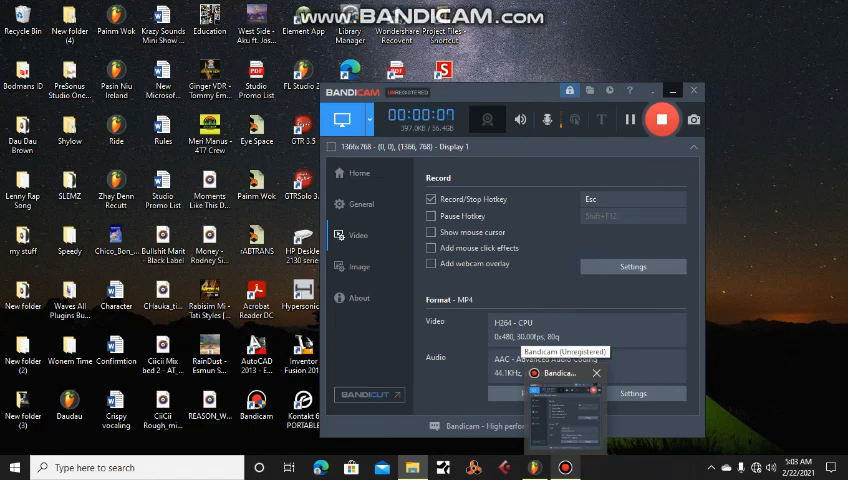 www.BANDICAM.com
Recycle Bin
New folder (4)
Painm Wok
Krazy Sounds Mini Show ...
Education
West Side - Aku ft Jos...
Element App
Library Manager
Wondershare Recoverit
Project Files - Shortcut
Bodmans ID
PreSonus Studio One...
Pasin Niu Ireland
New Microsof...
Ginger VDR - Tommy Em...
Studio Promo List
FL Studio 2
Dau Dau Brown
Shylow
Ride
Rules
Meri Manus - 4T7 Crew
Eye Space
GTR 3.5
Lenny Rap Song
SLEMZ
Zhay Denn Recutt
Studio Promo List
Moments Like This D...
Painm Wok
GTRSolo 3.
my stuff
Speedy
Chico_Bon_...
Bullshit Marit - Black Label
Money - Rodney Si...
rABTRANS
HP Deskje 2130 series
New folder
Waves All Plugins Bu...
Character
CHauka_ti...
Rabisim Mi - Tati Styles [...
Acrobat Reader DC
Hypersonic
New folder (2)
Wonem Time
Confirmtion
Ciicii Mix bed 2 - AT_...
RainDust - Esmun St...
AutoCAD 2013 - E...
Inventor Fusion
New folder (3)
Daudau
Crispy vocaling
CiiCii Rough_mi...
REASON_W...
Bandicam
Kontakt 6 PORTABLE
BANDICAM UNREGISTERED
00:00:07
397.0KB / 56.4GB
1366x768 - (0, 0), (1366, 768) - Display 1
Home
General
Video
Image
About
BANDICUT
Record
Record/Stop Hotkey
Esc
Pause Hotkey
Shift+F12
Show mouse cursor
Add mouse click effects
Add webcam overlay
Settings
Format - MP4
Video
H264 - CPU
0x480, 30.00fps, 80q
Bandicam (Unregistered)
Audio
AAC - Advanced Audio Coding
44.1KHz,
Settings
Bandica...
Bandicam - High perfo
Type here to search
5:03 AM
2/22/2021